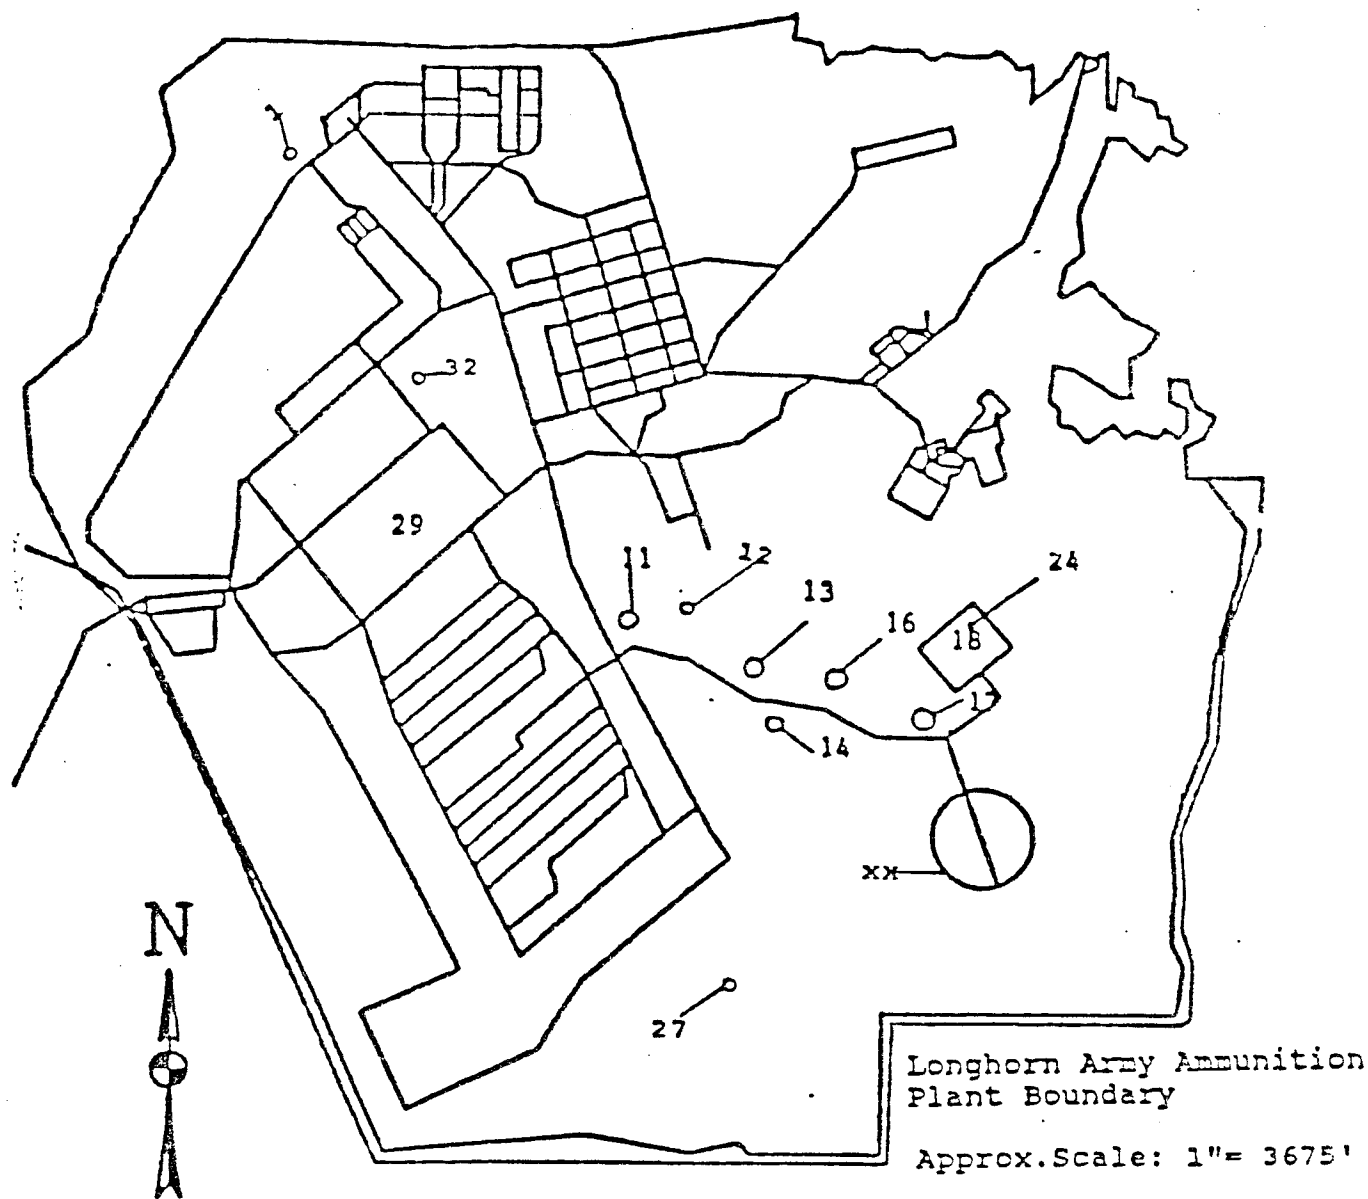 1
32
29
11
12
13
24
16
18
17
14
XX
N
27
Longhorn Army Ammunition
Plant Boundary
Approx.Scale: 1"= 3675'